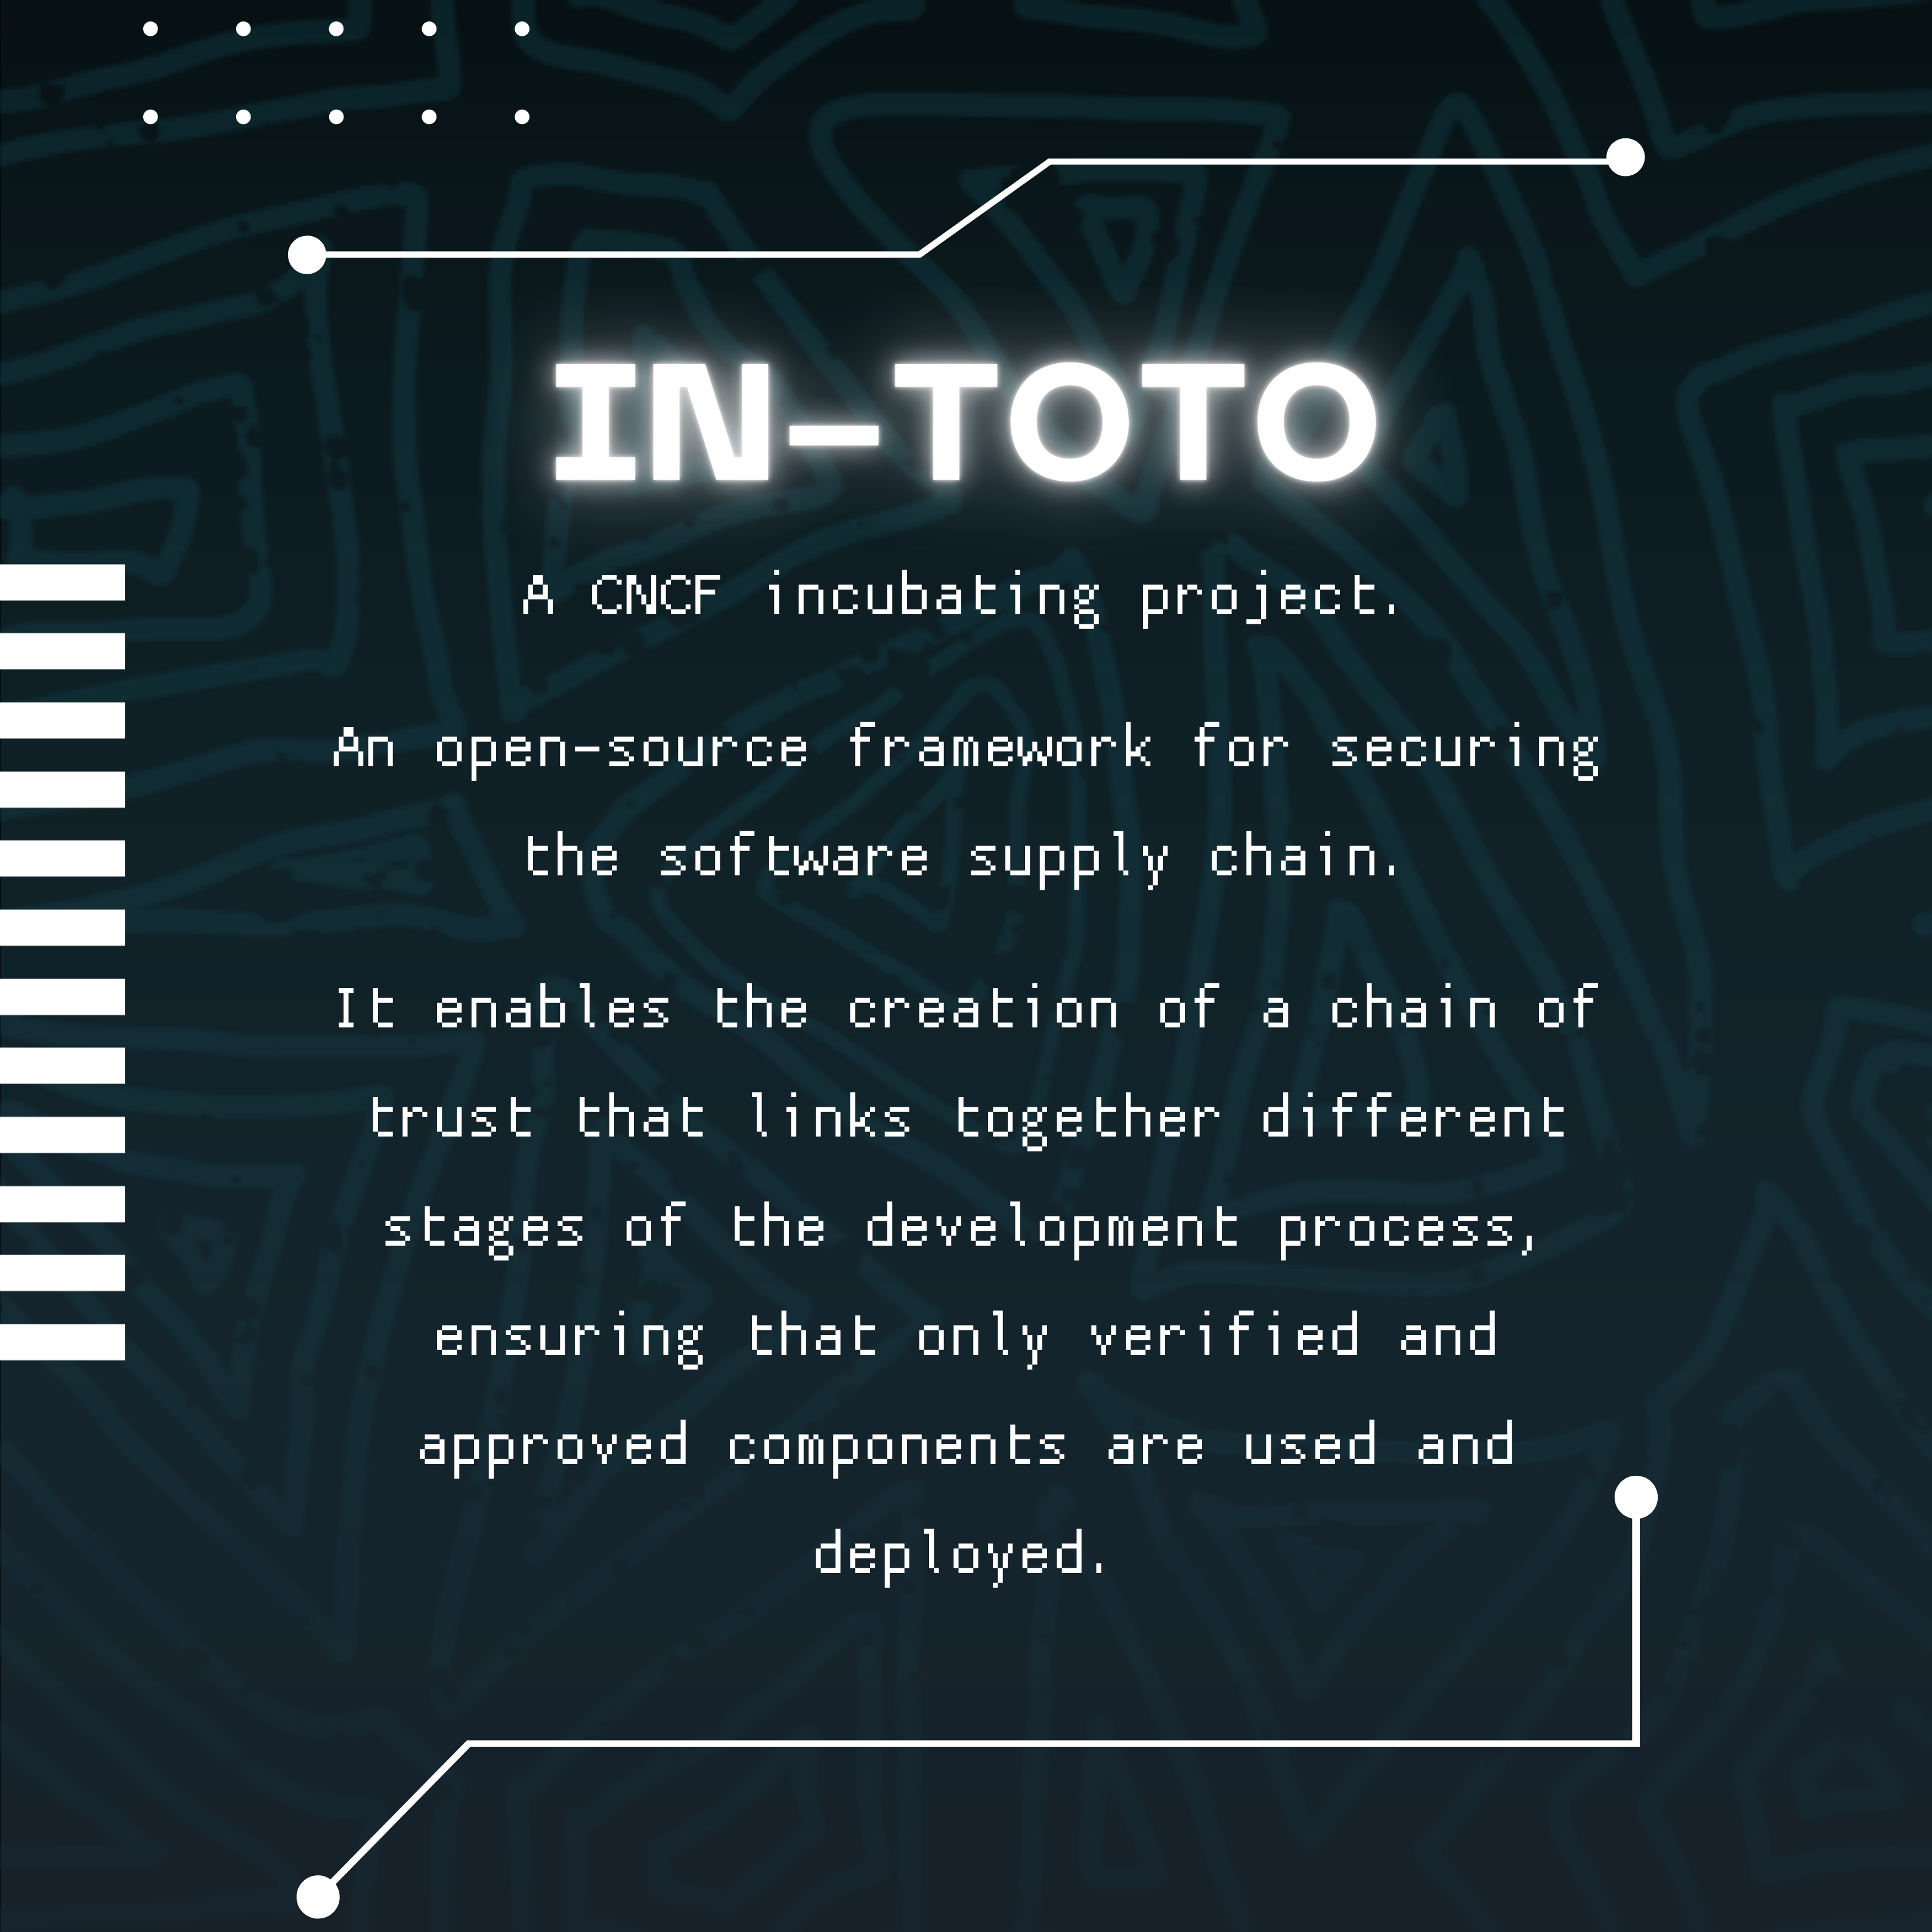 IN-TOTO
A CNCF incubating project.
An open-source framework for securing
the software supply chain.
It enables the creation of a chain of
trust that links together different
stages of the development process,
ensuring that only verified and
approved components are used and
deployed.